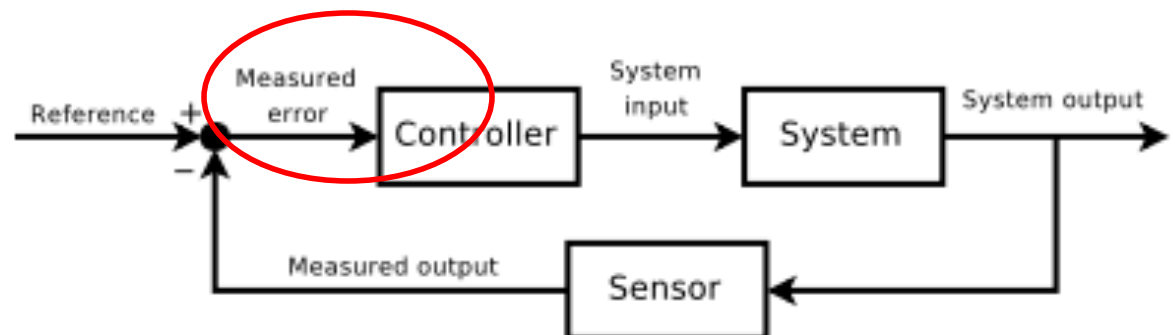 Reference
+
−
Measured
error
Controller
System
input
System
System output
Measured output
Sensor